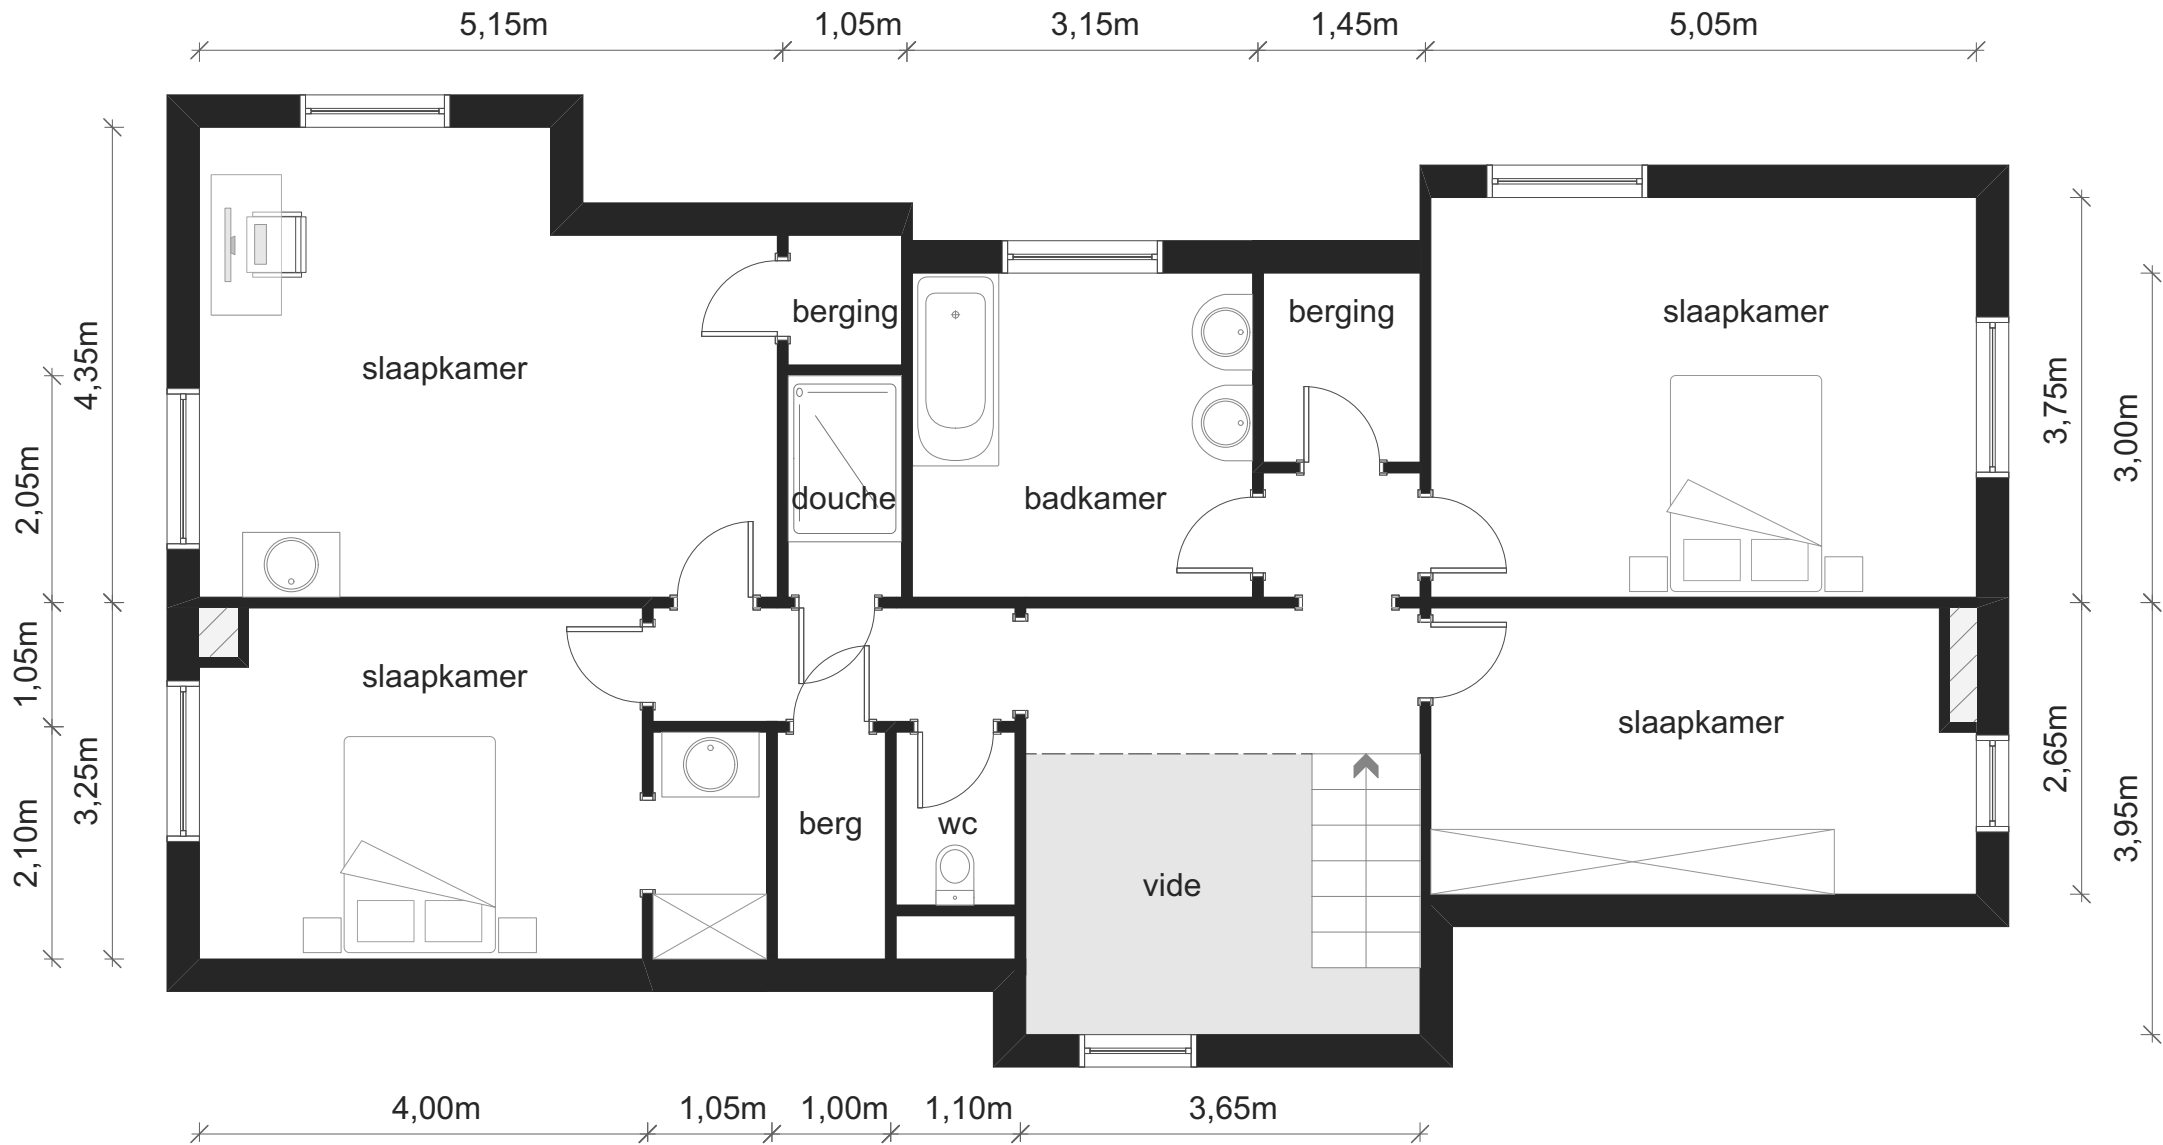 5,15m 1,05m 3,15m 1,45m 5,05m
berging berging slaapkamer
slaapkamer
4,35m
3,75m
3,00m
2,05m
douche badkamer
1,05m
slaapkamer
slaapkamer
2,65m
3,25m
2,10m
berg wc
3,95m
vide
4,00m 1,05m 1,00m 1,10m 3,65m